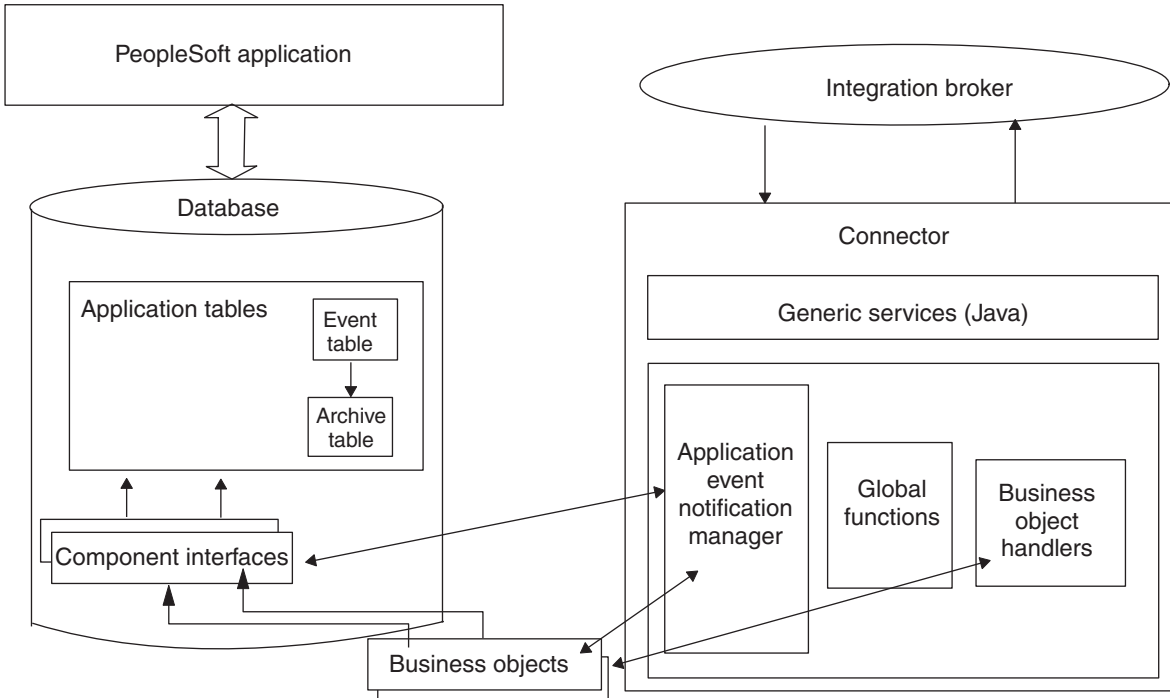 PeopleSoft application
Integration broker
Database
Connector
Application tables
Event
table
Archive
table
Generic services (Java)
Application
event
notification
manager
Global
functions
Business
object
handlers
Component interfaces
Business objects